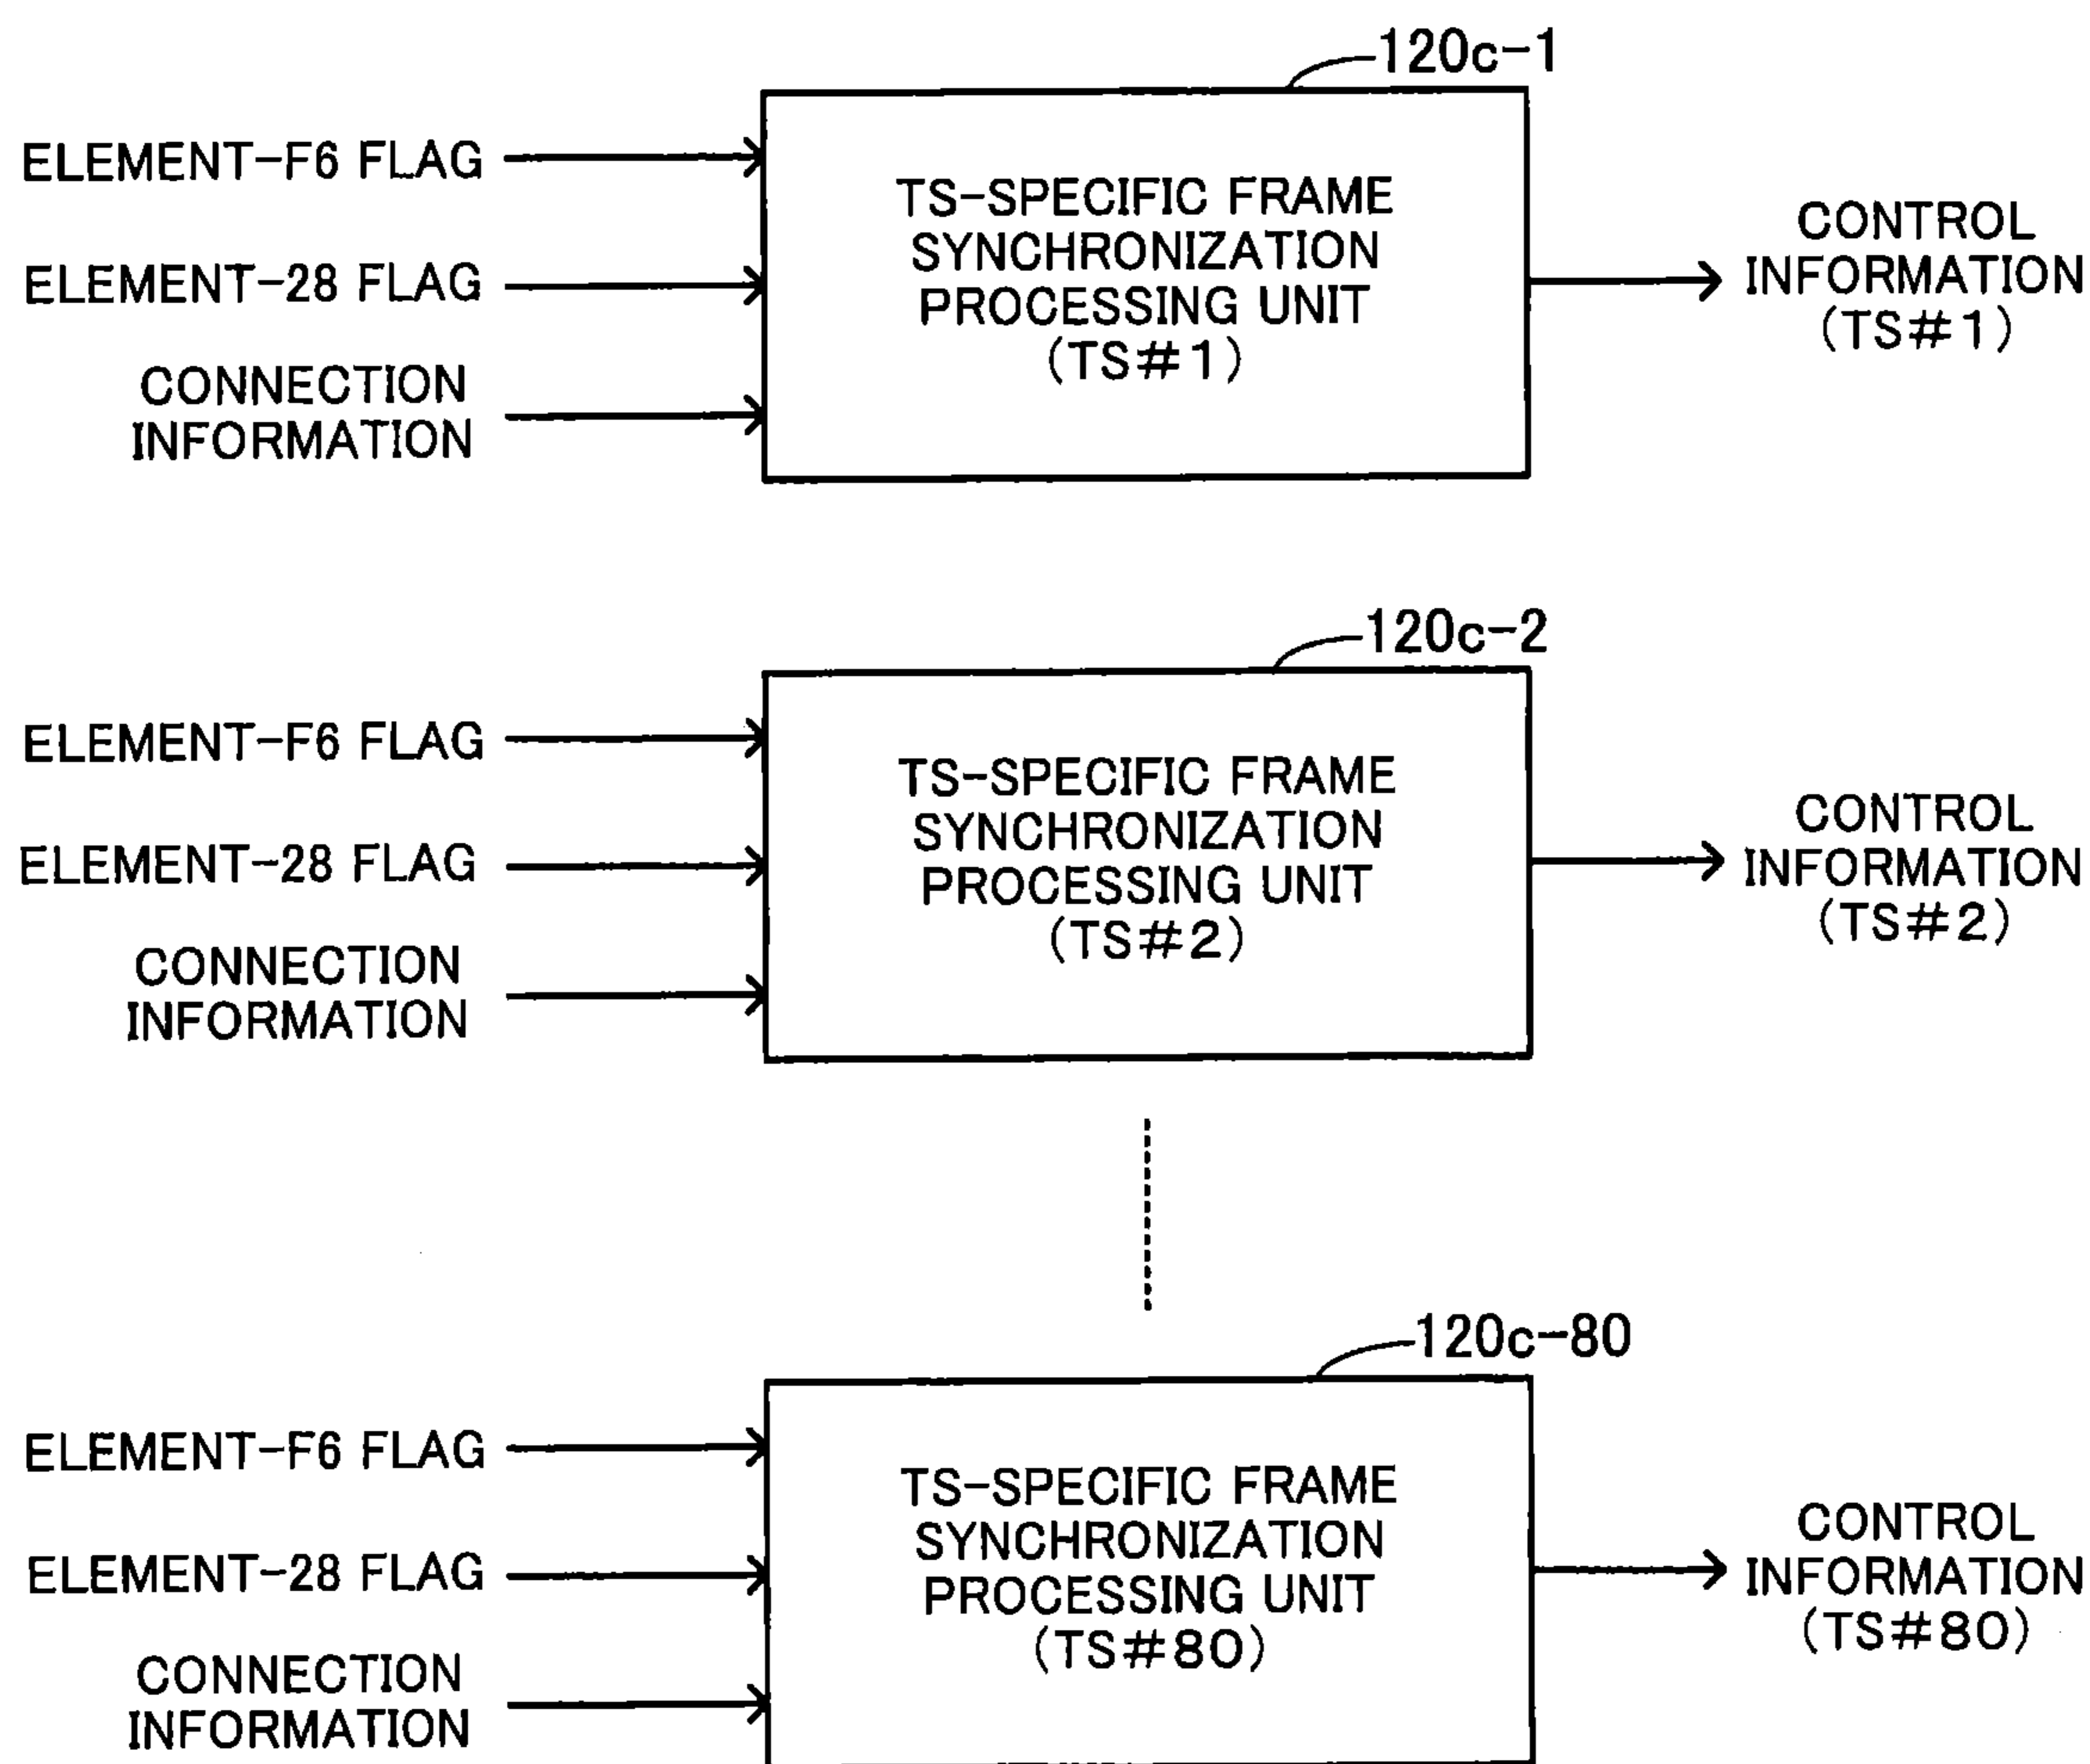 120c-1
ELEMENT-F6 FLAG
ELEMENT-28 FLAG
CONNECTION
INFORMATION
TS-SPECIFIC FRAME
SYNCHRONIZATION
PROCESSING UNIT
(TS#1)
CONTROL
INFORMATION
(TS#1)
120c-2
ELEMENT-F6 FLAG
ELEMENT-28 FLAG
CONNECTION
INFORMATION
TS-SPECIFIC FRAME
SYNCHRONIZATION
PROCESSING UNIT
(TS#2)
CONTROL
INFORMATION
(TS#2)
120c-80
ELEMENT-F6 FLAG
ELEMENT-28 FLAG
CONNECTION
INFORMATION
TS-SPECIFIC FRAME
SYNCHRONIZATION
PROCESSING UNIT
(TS#80)
CONTROL
INFORMATION
(TS#80)